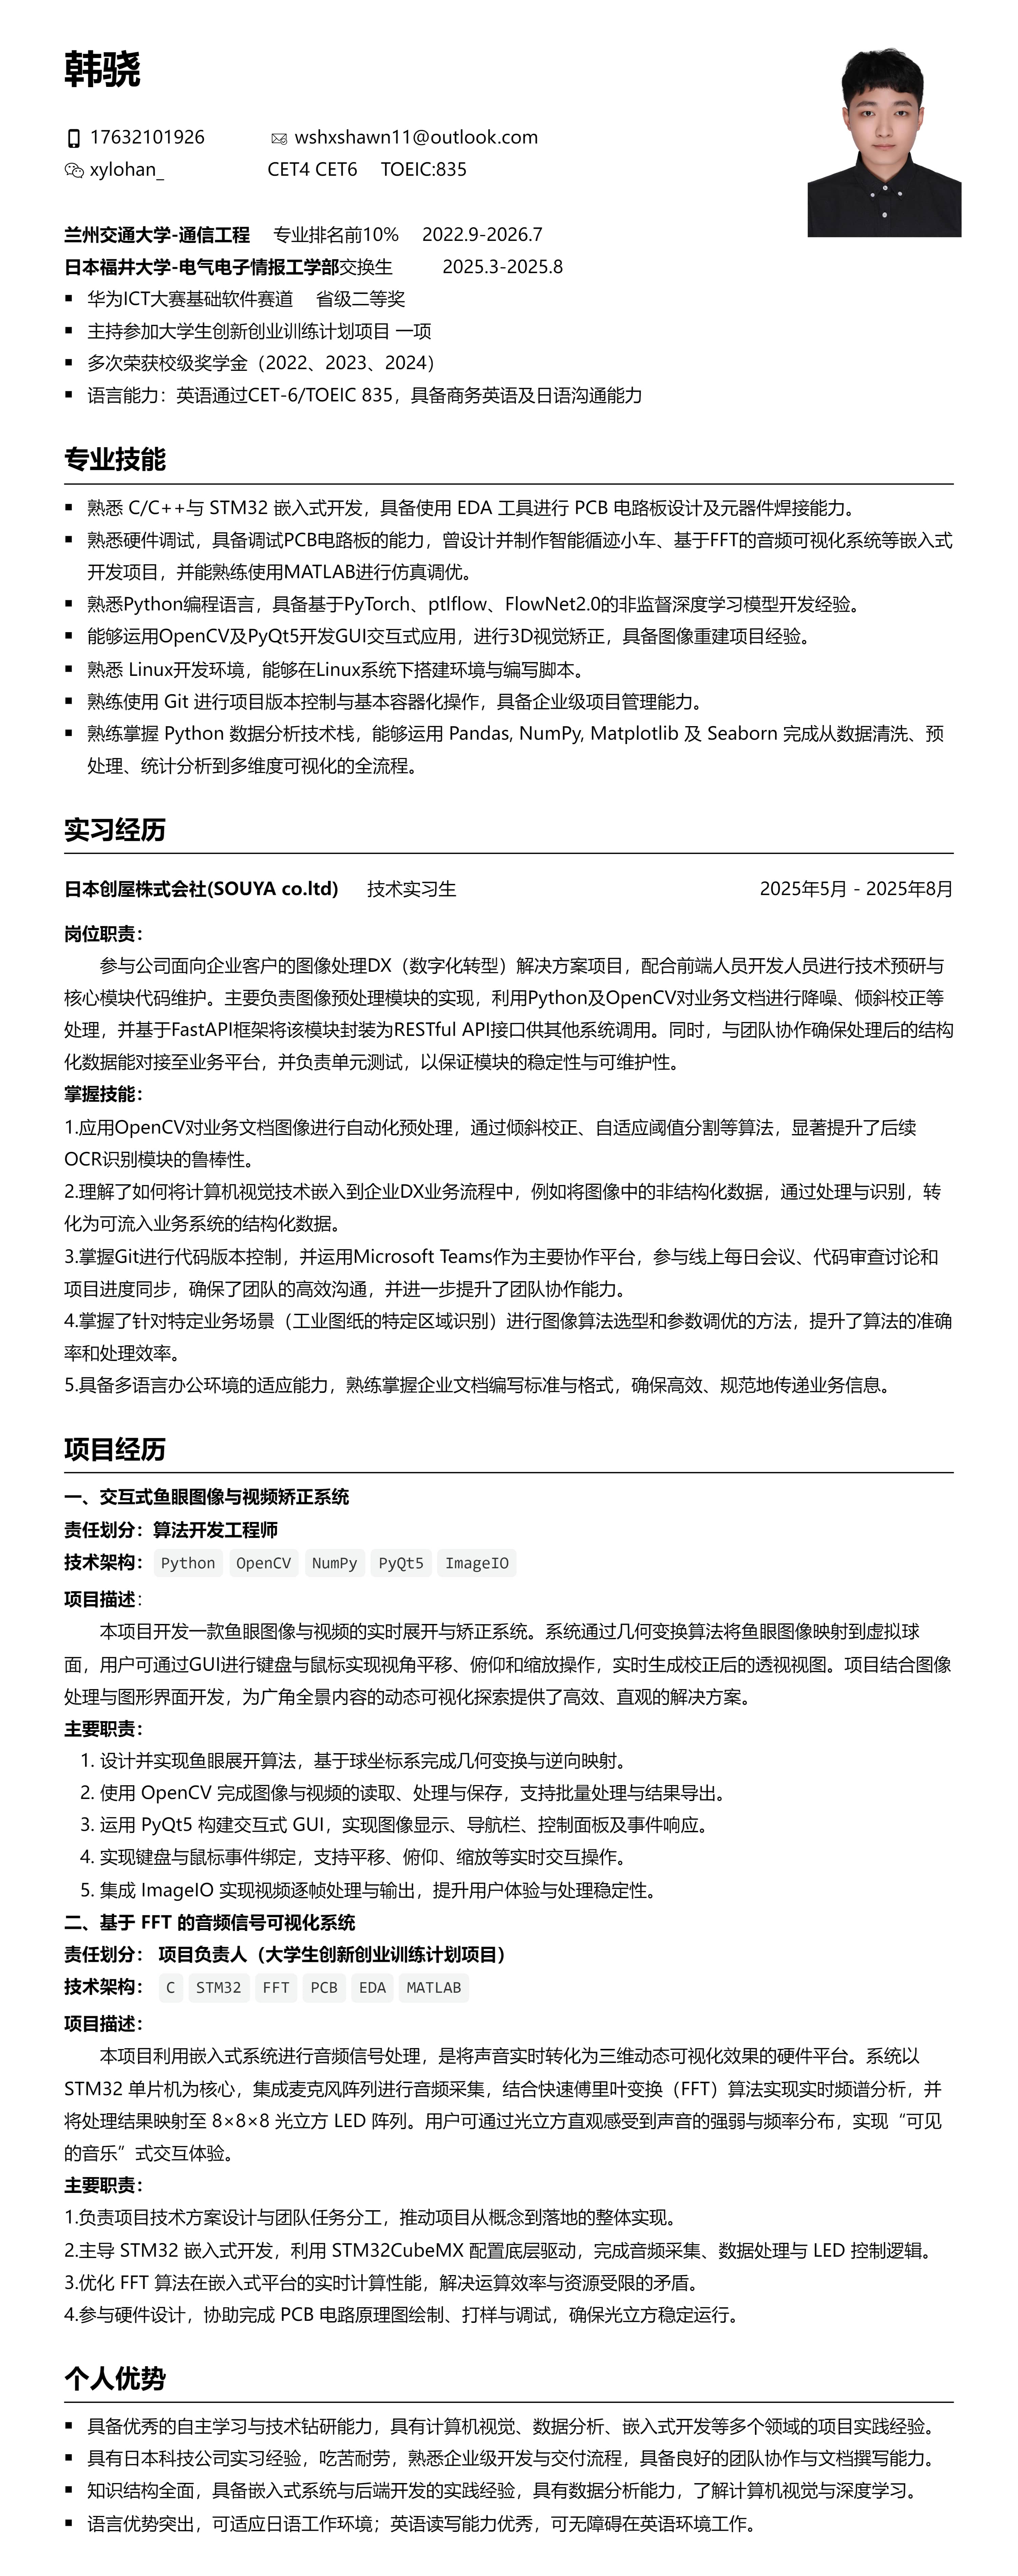 韩骁
17632101926 wshxshawn11@outlook.com
xylohan_ CET4 CET6 TOEIC:835
兰州交通大学-通信工程 专业排名前10% 2022.9-2026.7
日本福井大学-电气电子情报工学部交换生 2025.3-2025.8
▪ 华为ICT大赛基础软件赛道 省级二等奖
▪ 主持参加大学生创新创业训练计划项目 一项
▪ 多次荣获校级奖学金（2022、2023、2024）
▪ 语言能力：英语通过CET-6/TOEIC 835，具备商务英语及日语沟通能力
专业技能
▪ 熟悉 C/C++与 STM32 嵌入式开发，具备使用 EDA 工具进行 PCB 电路板设计及元器件焊接能力。
▪ 熟悉硬件调试，具备调试PCB电路板的能力，曾设计并制作智能循迹小车、基于FFT的音频可视化系统等嵌入式
开发项目，并能熟练使用MATLAB进行仿真调优。
▪ 熟悉Python编程语言，具备基于PyTorch、ptlflow、FlowNet2.0的非监督深度学习模型开发经验。
▪ 能够运用OpenCV及PyQt5开发GUI交互式应用，进行3D视觉矫正，具备图像重建项目经验。
▪ 熟悉 Linux开发环境，能够在Linux系统下搭建环境与编写脚本。
▪ 熟练使用 Git 进行项目版本控制与基本容器化操作，具备企业级项目管理能力。
▪ 熟练掌握 Python 数据分析技术栈，能够运用 Pandas, NumPy, Matplotlib 及 Seaborn 完成从数据清洗、预
处理、统计分析到多维度可视化的全流程。
实习经历
日本创屋株式会社(SOUYA co.ltd) 技术实习生 2025年5月 - 2025年8月
岗位职责：
参与公司面向企业客户的图像处理DX（数字化转型）解决方案项目，配合前端人员开发人员进行技术预研与
核心模块代码维护。主要负责图像预处理模块的实现，利用Python及OpenCV对业务文档进行降噪、倾斜校正等
处理，并基于FastAPI框架将该模块封装为RESTful API接口供其他系统调用。同时，与团队协作确保处理后的结构
化数据能对接至业务平台，并负责单元测试，以保证模块的稳定性与可维护性。
掌握技能：
1.应用OpenCV对业务文档图像进行自动化预处理，通过倾斜校正、自适应阈值分割等算法，显著提升了后续
OCR识别模块的鲁棒性。
2.理解了如何将计算机视觉技术嵌入到企业DX业务流程中，例如将图像中的非结构化数据，通过处理与识别，转
化为可流入业务系统的结构化数据。
3.掌握Git进行代码版本控制，并运用Microsoft Teams作为主要协作平台，参与线上每日会议、代码审查讨论和
项目进度同步，确保了团队的高效沟通，并进一步提升了团队协作能力。
4.掌握了针对特定业务场景（工业图纸的特定区域识别）进行图像算法选型和参数调优的方法，提升了算法的准确
率和处理效率。
5.具备多语言办公环境的适应能力，熟练掌握企业文档编写标准与格式，确保高效、规范地传递业务信息。
项目经历
一、交互式鱼眼图像与视频矫正系统
责任划分：算法开发工程师
技术架构： Python OpenCV NumPy PyQt5 ImageIO
项目描述：
本项目开发一款鱼眼图像与视频的实时展开与矫正系统。系统通过几何变换算法将鱼眼图像映射到虚拟球
面，用户可通过GUI进行键盘与鼠标实现视角平移、俯仰和缩放操作，实时生成校正后的透视视图。项目结合图像
处理与图形界面开发，为广角全景内容的动态可视化探索提供了高效、直观的解决方案。
主要职责：
1. 设计并实现鱼眼展开算法，基于球坐标系完成几何变换与逆向映射。
2. 使用 OpenCV 完成图像与视频的读取、处理与保存，支持批量处理与结果导出。
3. 运用 PyQt5 构建交互式 GUI，实现图像显示、导航栏、控制面板及事件响应。
4. 实现键盘与鼠标事件绑定，支持平移、俯仰、缩放等实时交互操作。
5. 集成 ImageIO 实现视频逐帧处理与输出，提升用户体验与处理稳定性。
二、基于 FFT 的音频信号可视化系统
责任划分： 项目负责人（大学生创新创业训练计划项目）
技术架构： C STM32 FFT PCB EDA MATLAB
项目描述：
本项目利用嵌入式系统进行音频信号处理，是将声音实时转化为三维动态可视化效果的硬件平台。系统以
STM32 单片机为核心，集成麦克风阵列进行音频采集，结合快速傅里叶变换（FFT）算法实现实时频谱分析，并
将处理结果映射至 8×8×8 光立方 LED 阵列。用户可通过光立方直观感受到声音的强弱与频率分布，实现“可见
的音乐”式交互体验。
主要职责：
1.负责项目技术方案设计与团队任务分工，推动项目从概念到落地的整体实现。
2.主导 STM32 嵌入式开发，利用 STM32CubeMX 配置底层驱动，完成音频采集、数据处理与 LED 控制逻辑。
3.优化 FFT 算法在嵌入式平台的实时计算性能，解决运算效率与资源受限的矛盾。
4.参与硬件设计，协助完成 PCB 电路原理图绘制、打样与调试，确保光立方稳定运行。
个人优势
▪ 具备优秀的自主学习与技术钻研能力，具有计算机视觉、数据分析、嵌入式开发等多个领域的项目实践经验。
▪ 具有日本科技公司实习经验，吃苦耐劳，熟悉企业级开发与交付流程，具备良好的团队协作与文档撰写能力。
▪ 知识结构全面，具备嵌入式系统与后端开发的实践经验，具有数据分析能力，了解计算机视觉与深度学习。
▪ 语言优势突出，可适应日语工作环境；英语读写能力优秀，可无障碍在英语环境工作。